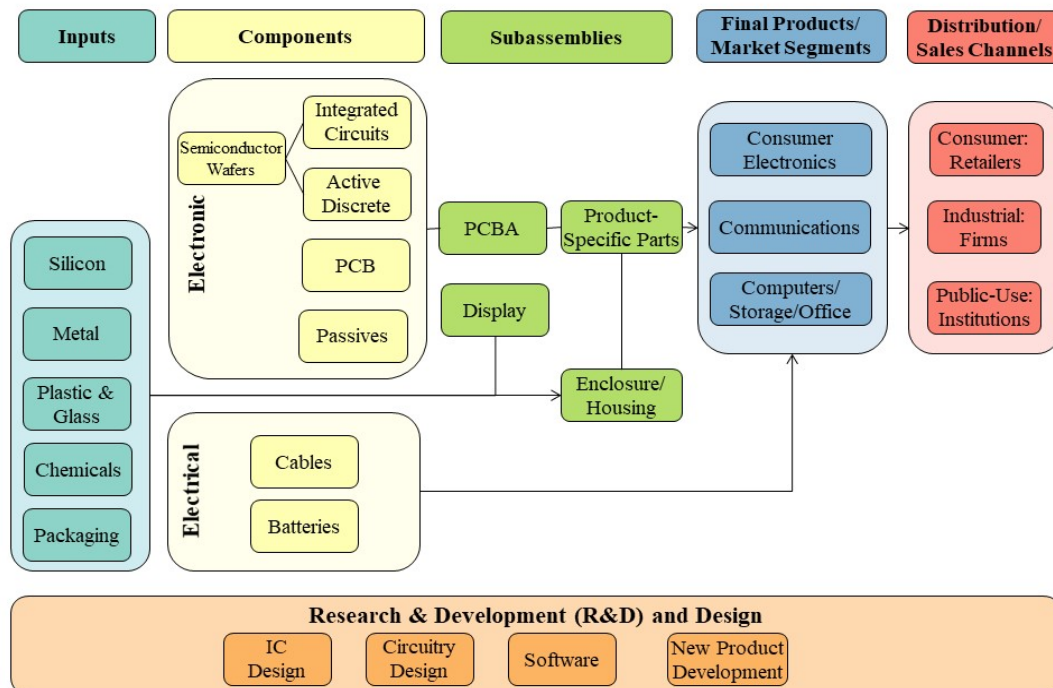 Inputs
Components
Subassemblies
Final Products/
Market Segments
Distribution/
Sales Channels
Silicon
Metal
Plastic &
Glass
Chemicals
Packaging
Electronic
Semiconductor
Wafers
Integrated
Circuits
Active
Discrete
PCB
Passives
Electrical
Cables
Batteries
PCBA
Display
Product-
Specific Parts
Enclosure/
Housing
Consumer
Electronics
Communications
Computers/
Storage/Office
Consumer:
Retailers
Industrial:
Firms
Public-Use:
Institutions
Research & Development (R&D) and Design
IC
Design
Circuitry
Design
Software
New Product
Development